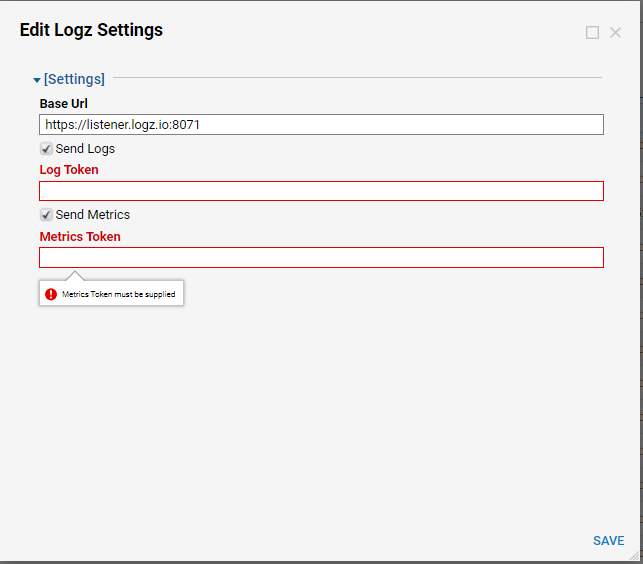 Edit Logz Settings
[Settings]
Base Url
https://listener.logz.io:8071
Send Logs
Log Token
Send Metrics
Metrics Token
Metrics Token must be supplied
SAVE